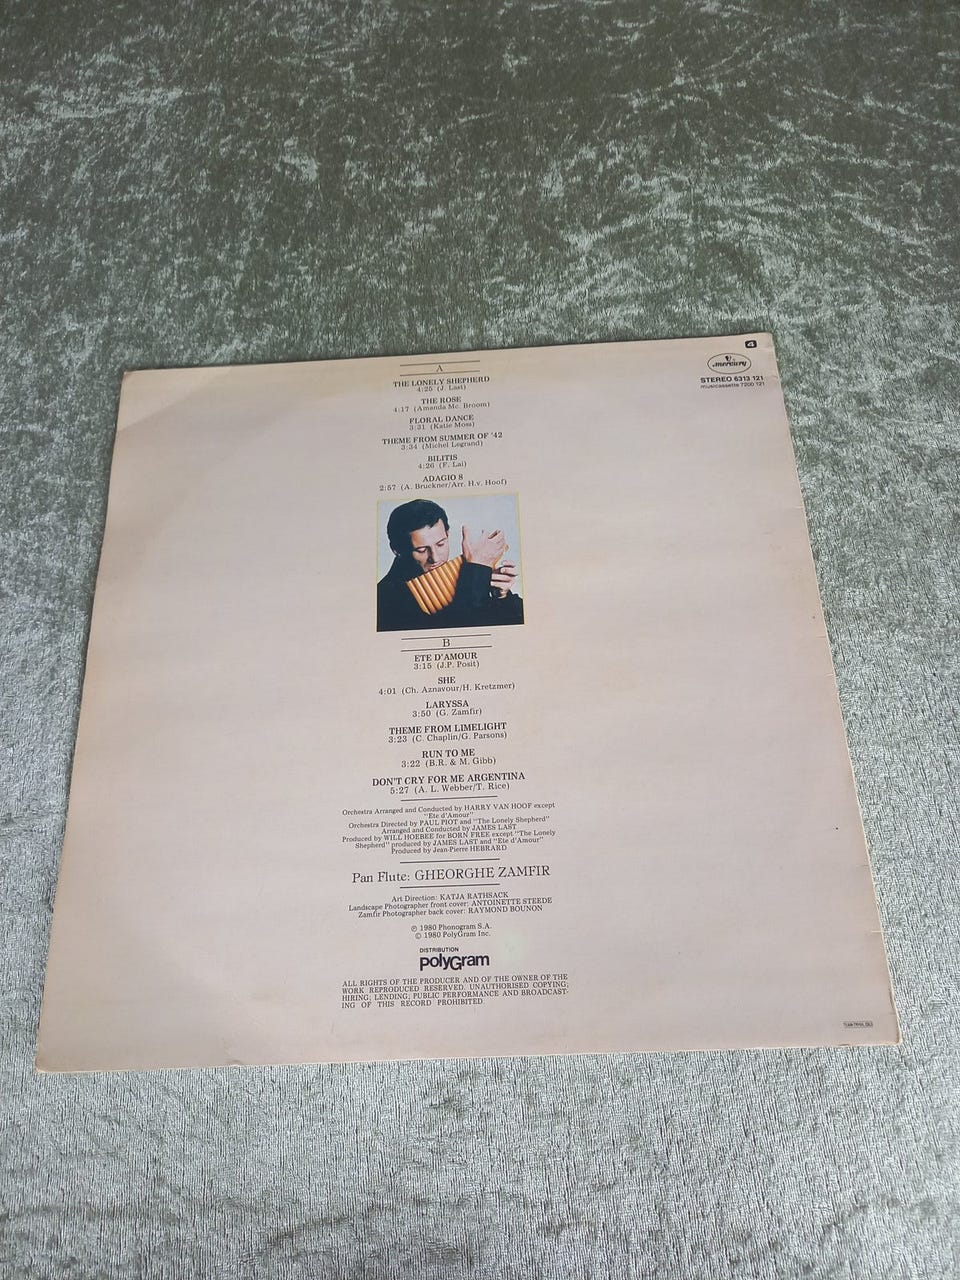 4
mercury
STEREO 6313 121
musicassette 7200 121
A
THE LONELY SHEPHERD
4:25 (J. Last)
THE ROSE
4:17 (Amanda Mc. Broom)
FLORAL DANCE
3:31 (Katie Moss)
THEME FROM SUMMER OF '42
3:34 (Michel Legrand)
BILITIS
4:26 (F. Lai)
ADAGIO 8
2:57 (A. Bruckner/Arr. H.v. Hoof)
B
ETE D'AMOUR
3:15 (J.P. Posit)
SHE
4:01 (Ch. Aznavour/H. Kretzmer)
LARYSSA
3:50 (G. Zamfir)
THEME FROM LIMELIGHT
3:23 (C. Chaplin/G. Parsons)
RUN TO ME
3:22 (B.R. & M. Gibb)
DON'T CRY FOR ME ARGENTINA
5:27 (A. L. Webber/T. Rice)
Orchestra Arranged and Conducted by HARRY VAN HOOF except
"Ete d'Amour"
Orchestra Directed by PAUL PIOT and "The Lonely Shepherd"
Arranged and Conducted by JAMES LAST
Produced by WILL HOEBEE for BORN FREE except "The Lonely
Shepherd" produced by JAMES LAST and "Ete d'Amour"
Produced by Jean-Pierre HEBRARD
Pan Flute: GHEORGHE ZAMFIR
Art Direction: KATJA RATHSACK
Landscape Photographer front cover: ANTOINETTE STEEDE
Zamfir Photographer back cover: RAYMOND BOUNON
℗ 1980 Phonogram S.A.
© 1980 PolyGram Inc.
DISTRIBUTION
polyGram
ALL RIGHTS OF THE PRODUCER AND OF THE OWNER OF THE
WORK REPRODUCED RESERVED. UNAUTHORISED COPYING;
HIRING; LENDING; PUBLIC PERFORMANCE AND BROADCAST-
ING OF THIS RECORD PROHIBITED.